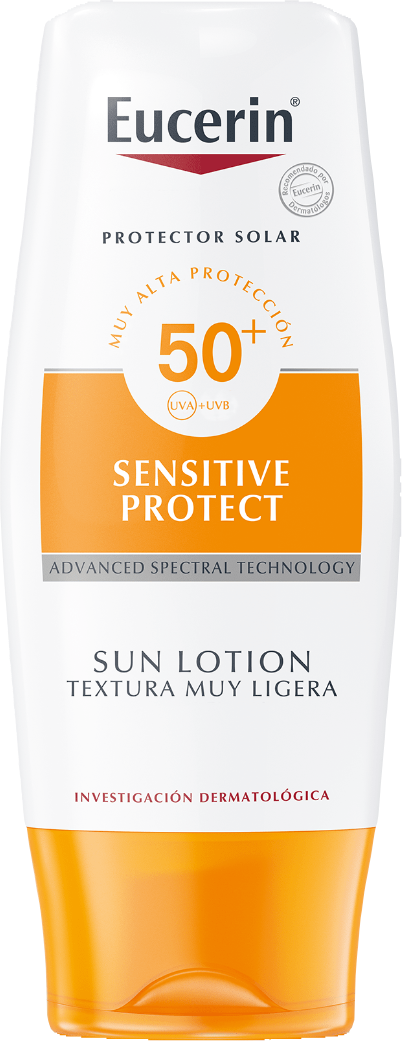 Eucerin®
Recomendado por
Eucerin
Dermatólogos
PROTECTOR SOLAR
MUY ALTA PROTECCIÓN
50+
UVA+UVB
SENSITIVE
PROTECT
ADVANCED SPECTRAL TECHNOLOGY
SUN LOTION
TEXTURA MUY LIGERA
INVESTIGACIÓN DERMATOLÓGICA